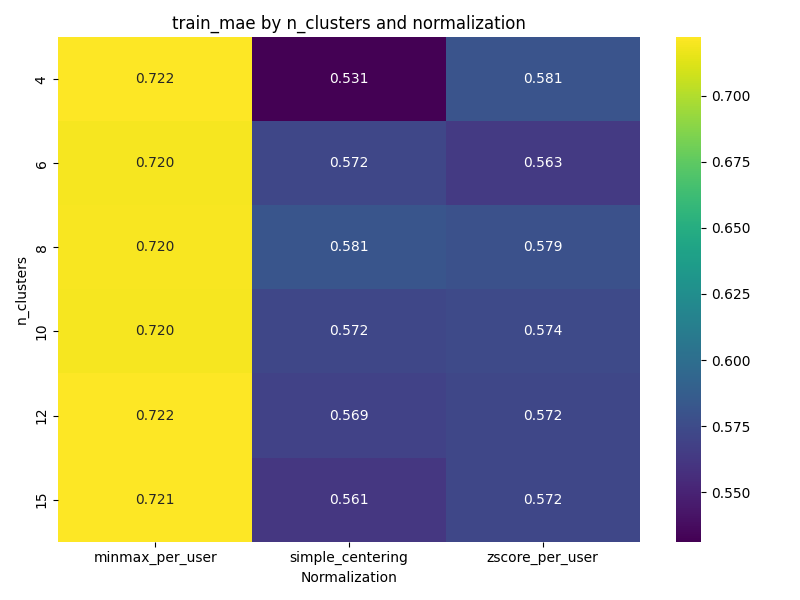 train_mae by n_clusters and normalization
4 0.722 0.531 0.581
6 0.720 0.572 0.563
8 0.720 0.581 0.579
10 0.720 0.572 0.574
12 0.722 0.569 0.572
15 0.721 0.561 0.572
n_clusters
minmax_per_user simple_centering zscore_per_user
Normalization
0.700
0.675
0.650
0.625
0.600
0.575
0.550